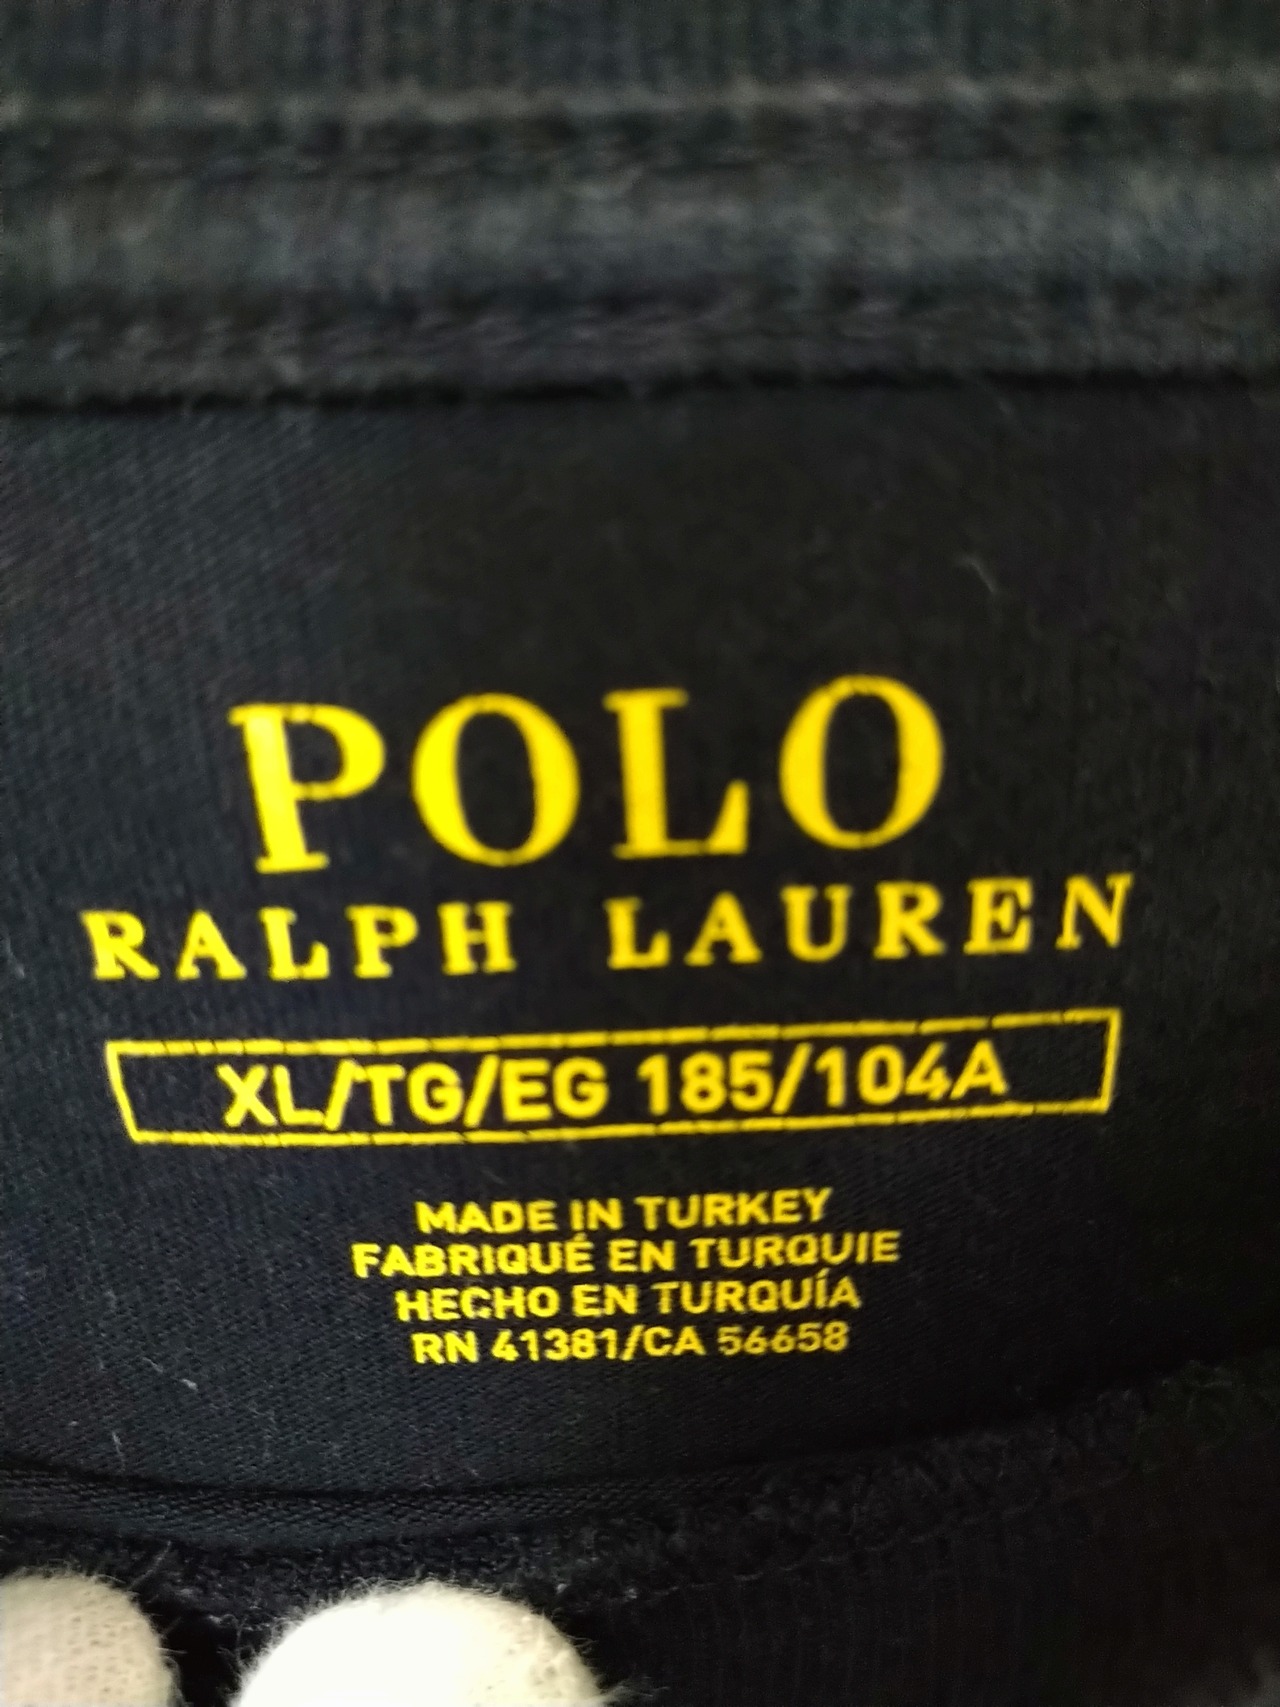 POLO
RALPH LAUREN
XL/TG/EG 185/104A
MADE IN TURKEY
FABRIQUÉ EN TURQUIE
HECHO EN TURQUÍA
RN 41381/CA 56658